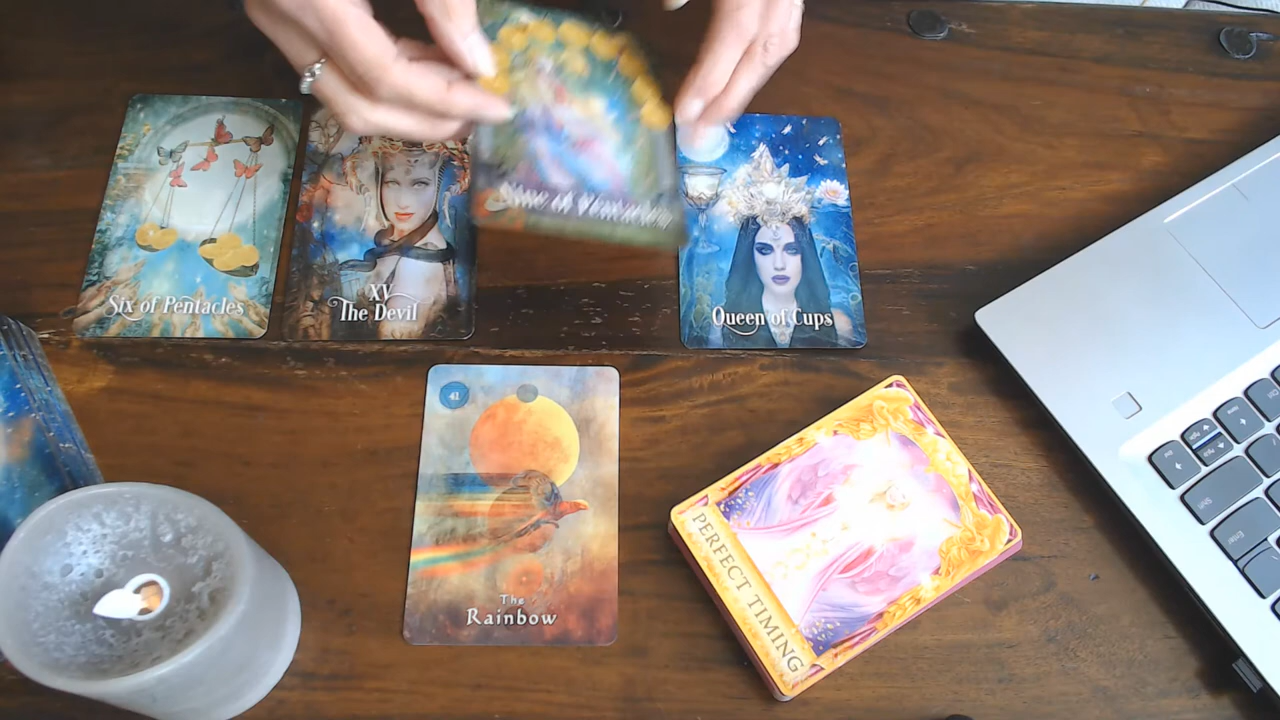 Six of Pentacles
XV
The Devil
Queen of Cups
41
The
Rainbow
PERFECT TIMING